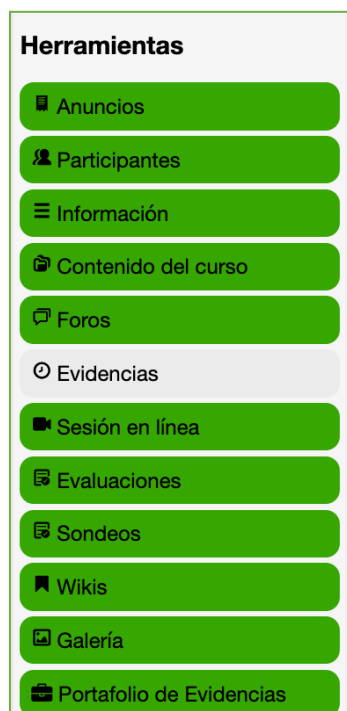 Herramientas
Anuncios
Participantes
Información
Contenido del curso
Foros
Evidencias
Sesión en línea
Evaluaciones
Sondeos
Wikis
Galería
Portafolio de Evidencias